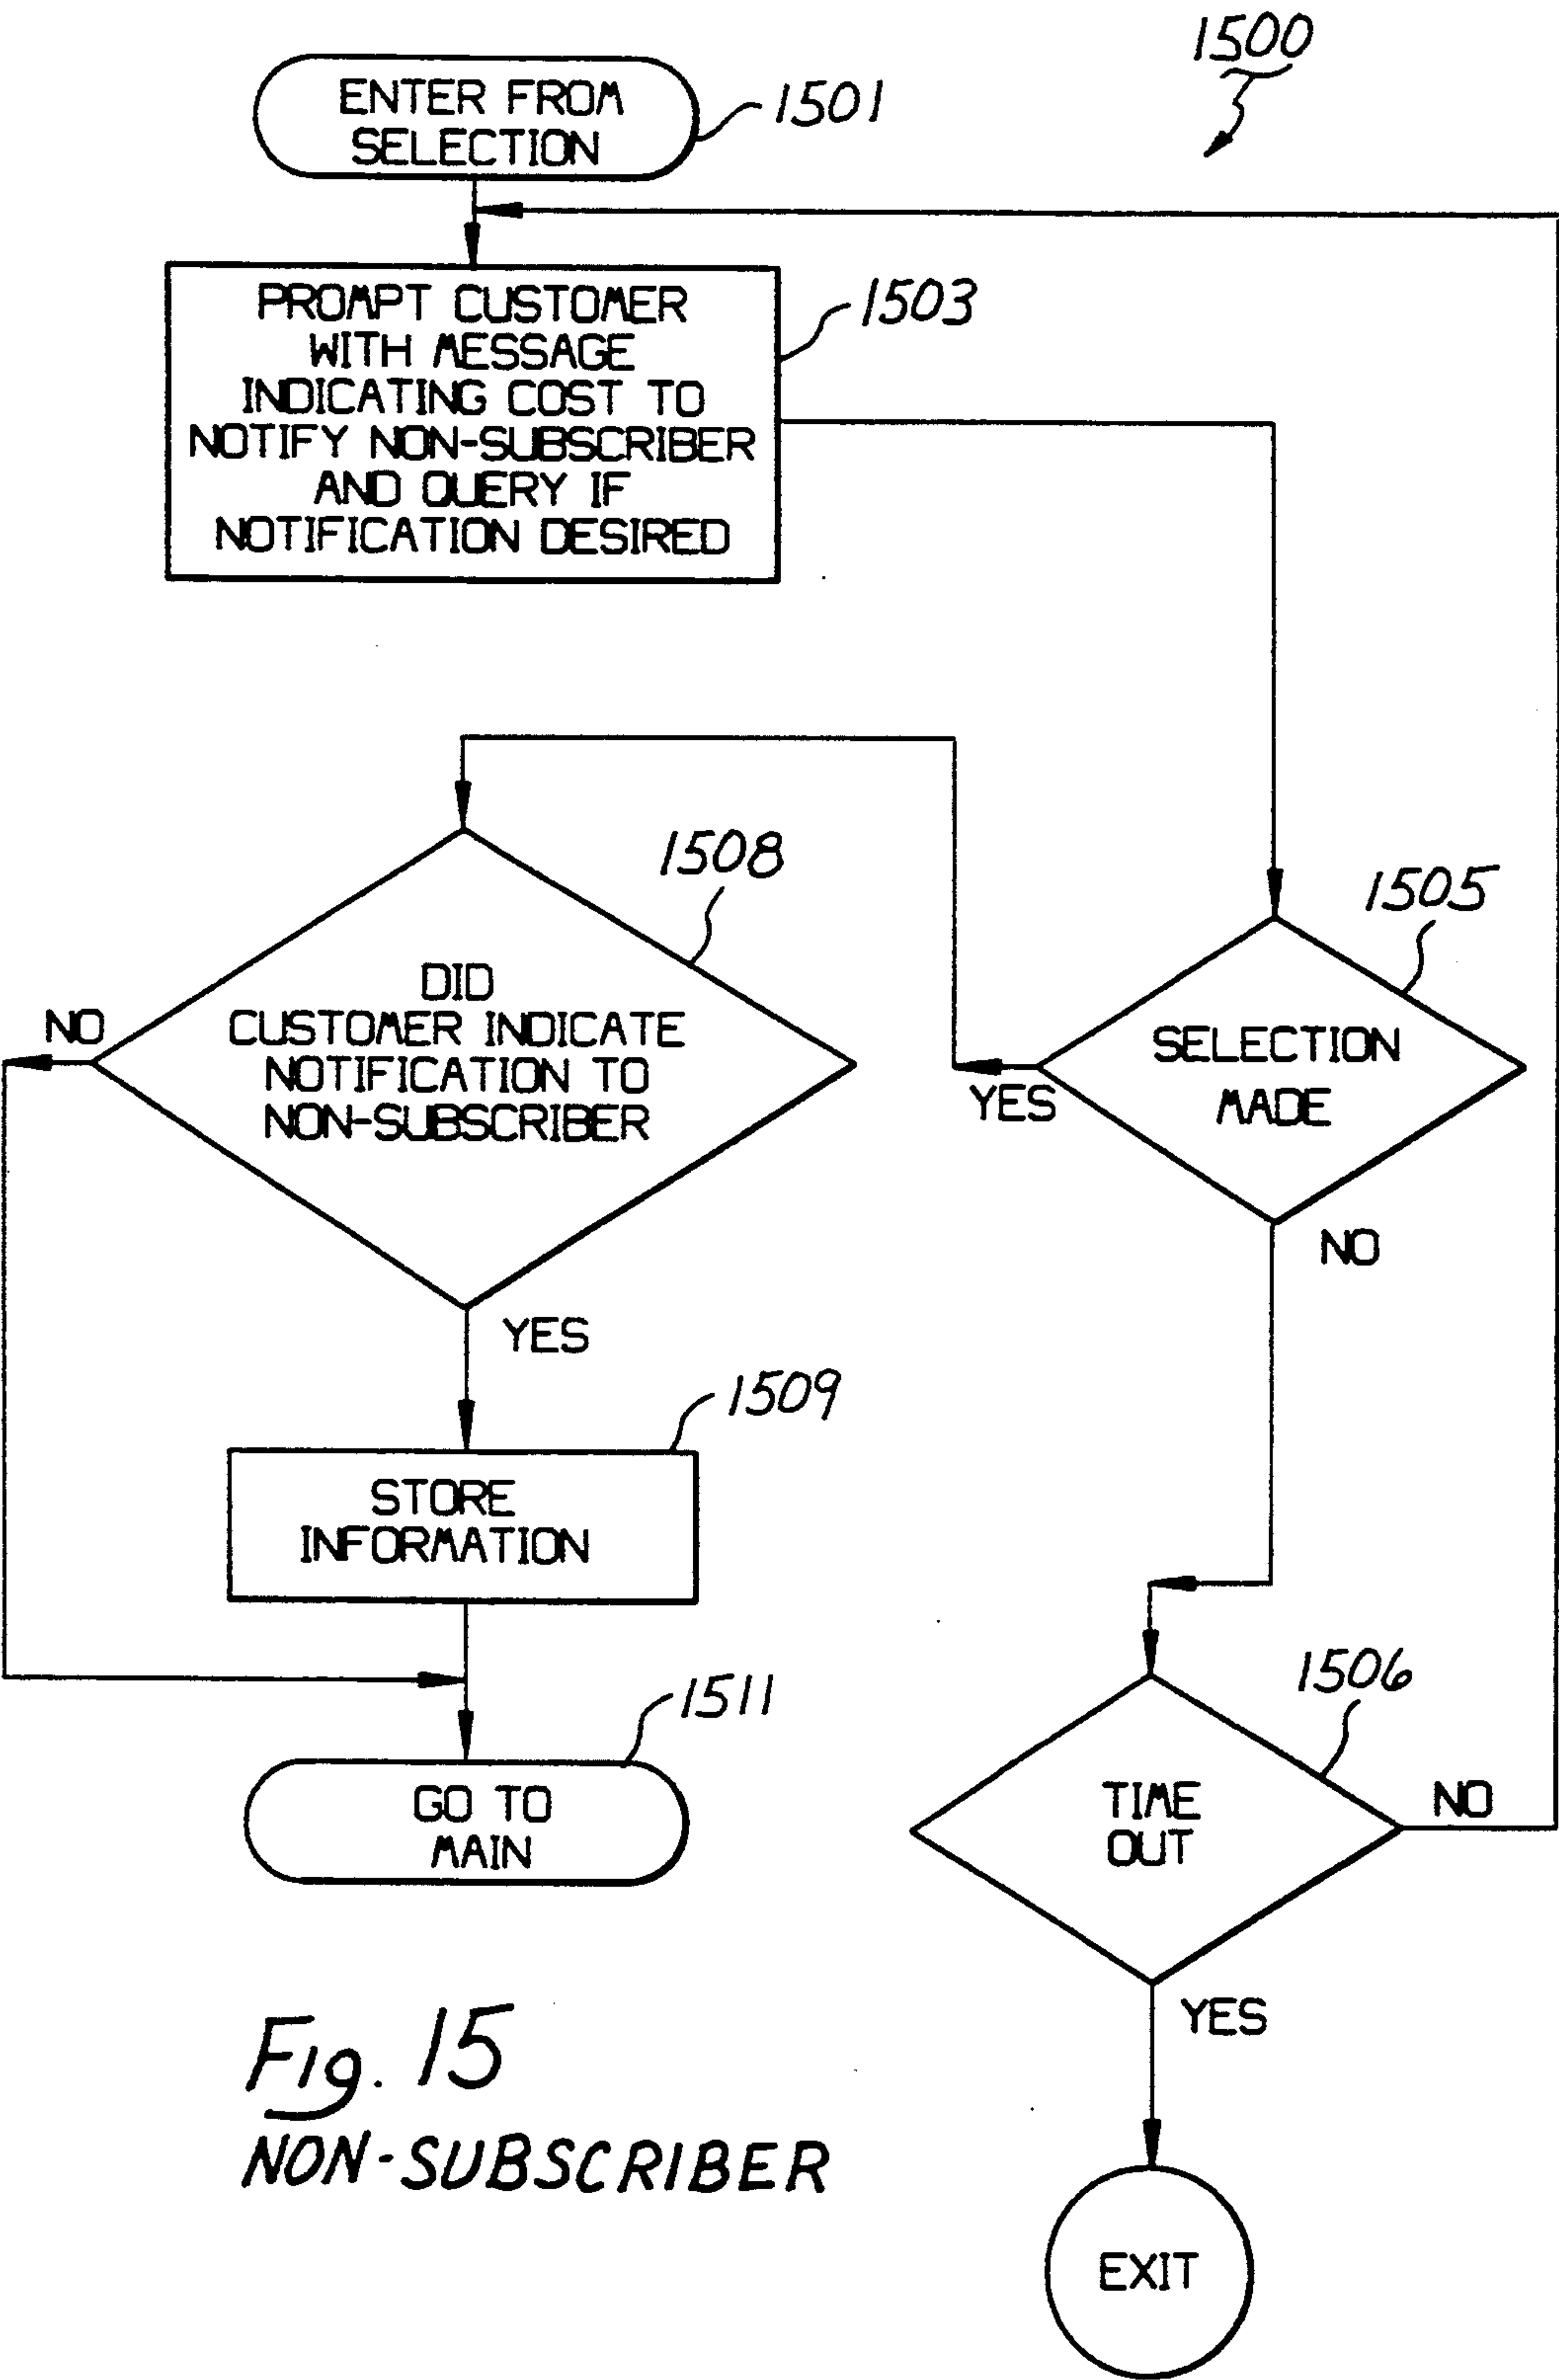 1500
ENTER FROM
SELECTION
1501
PROMPT CUSTOMER
WITH MESSAGE
INDICATING COST TO
NOTIFY NON-SUBSCRIBER
AND QUERY IF
NOTIFICATION DESIRED
1503
1508
DID
CUSTOMER INDICATE
NOTIFICATION TO
NON-SUBSCRIBER
NO
YES
1505
SELECTION
MADE
YES
NO
1509
STORE
INFORMATION
1511
GO TO
MAIN
1506
TIME
OUT
NO
YES
EXIT
Fig. 15
NON-SUBSCRIBER